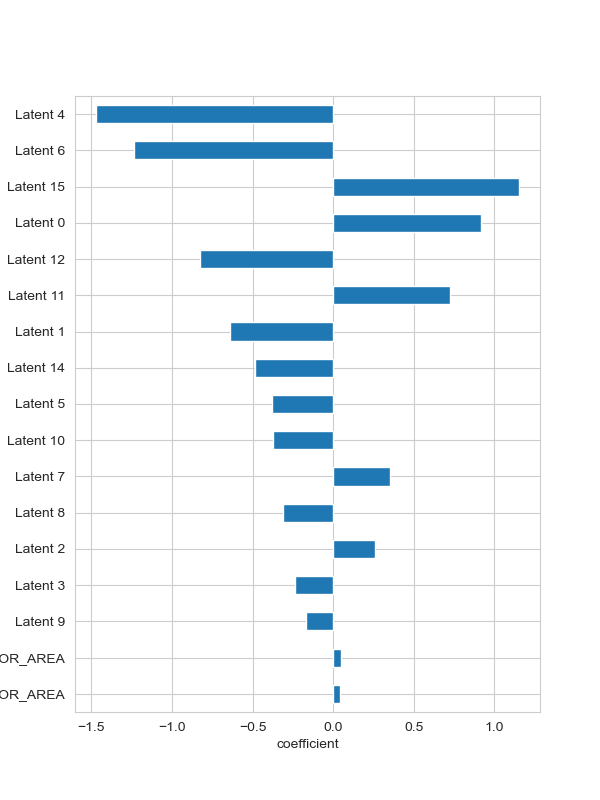 Latent 4
Latent 6
Latent 15
Latent 0
Latent 12
Latent 11
Latent 1
Latent 14
Latent 5
Latent 10
Latent 7
Latent 8
Latent 2
Latent 3
Latent 9
OR_AREA
OR_AREA
−1.5 −1.0 −0.5 0.0 0.5 1.0
coefficient